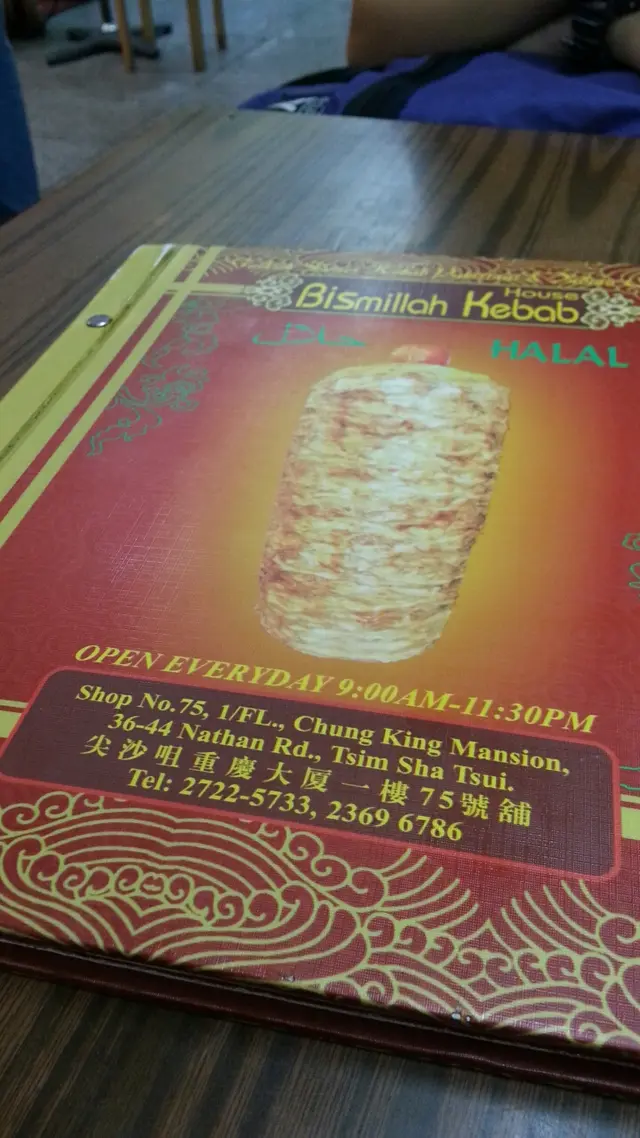 House
Bismillah Kebab
حلال
HALAL
OPEN EVERYDAY 9:00AM-11:30PM
Shop No.75, 1/FL., Chung King Mansion,
36-44 Nathan Rd., Tsim Sha Tsui.
尖沙咀重慶大厦一樓75號舖
Tel: 2722-5733, 2369 6786